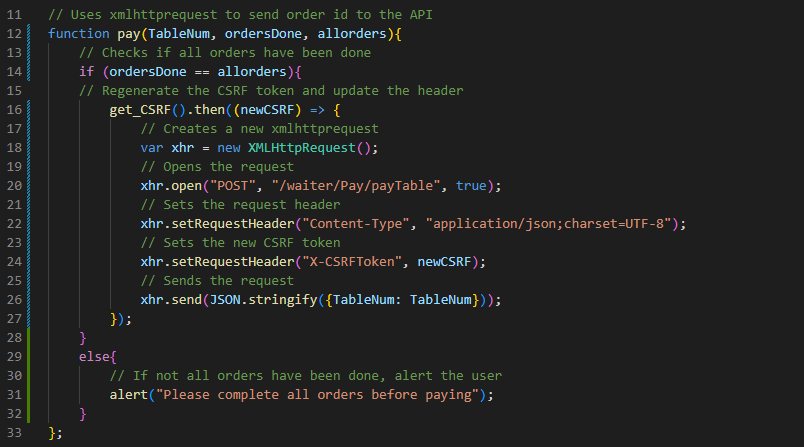 11 // Uses xmlhttprequest to send order id to the API
12 function pay(TableNum, ordersDone, allorders){
13     // Checks if all orders have been done
14     if (ordersDone == allorders){
15     // Regenerate the CSRF token and update the header
16         get_CSRF().then((newCSRF) => {
17             // Creates a new xmlhttprequest
18             var xhr = new XMLHttpRequest();
19             // Opens the request
20             xhr.open("POST", "/waiter/Pay/payTable", true);
21             // Sets the request header
22             xhr.setRequestHeader("Content-Type", "application/json;charset=UTF-8");
23             // Sets the new CSRF token
24             xhr.setRequestHeader("X-CSRFToken", newCSRF);
25             // Sends the request
26             xhr.send(JSON.stringify({TableNum: TableNum}));
27         });
28     }
29     else{
30         // If not all orders have been done, alert the user
31         alert("Please complete all orders before paying");
32     }
33 };